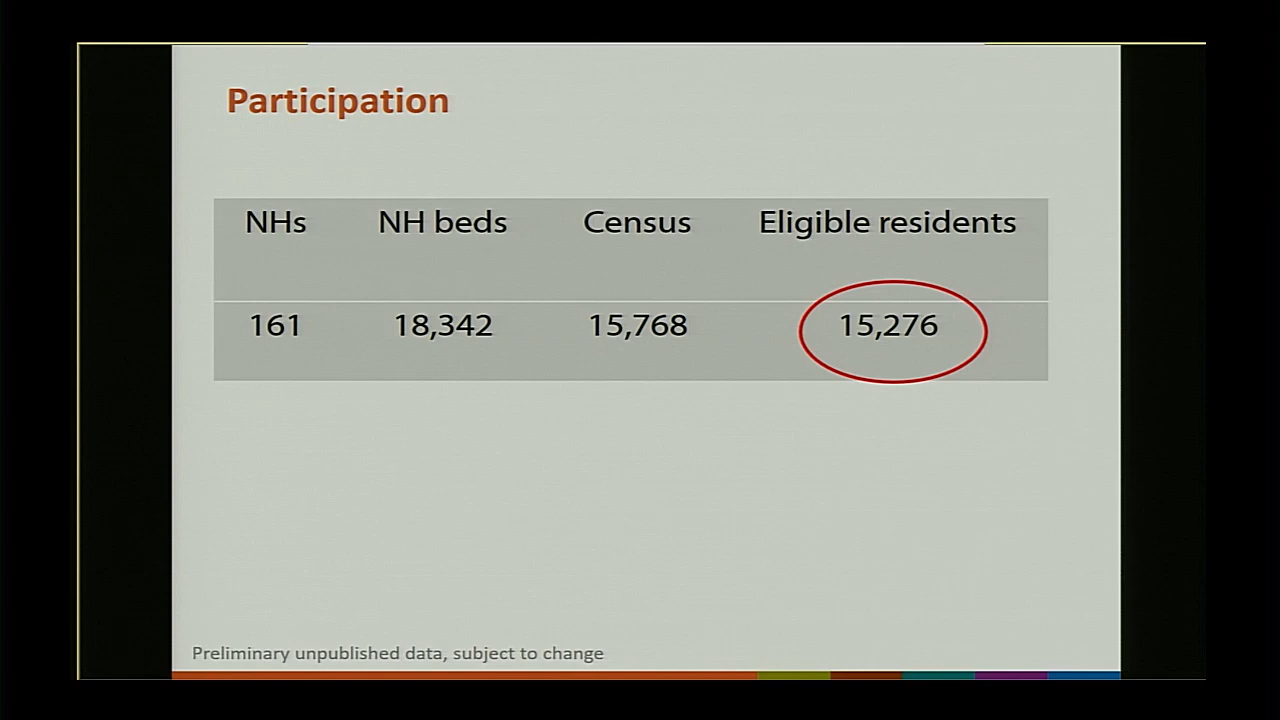 Participation
NHs NH beds Census Eligible residents
161 18,342 15,768 15,276
Preliminary unpublished data, subject to change